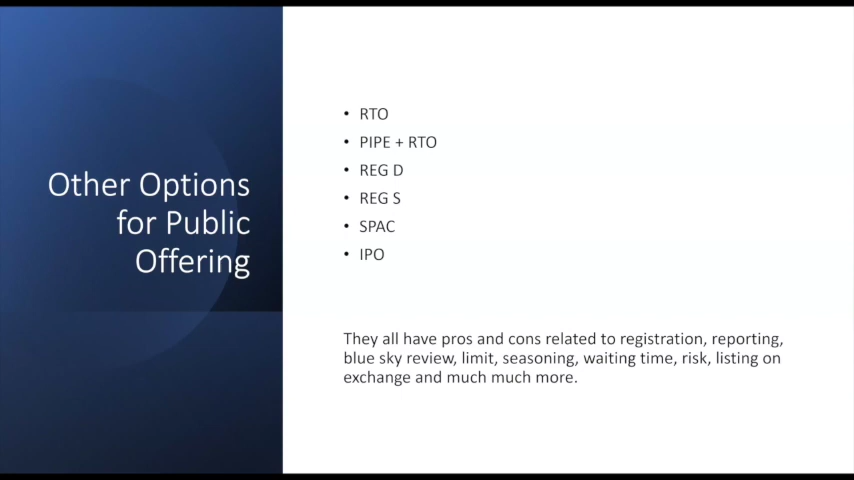 Other Options
for Public
Offering
• RTO
• PIPE + RTO
• REG D
• REG S
• SPAC
• IPO
They all have pros and cons related to registration, reporting,
blue sky review, limit, seasoning, waiting time, risk, listing on
exchange and much much more.